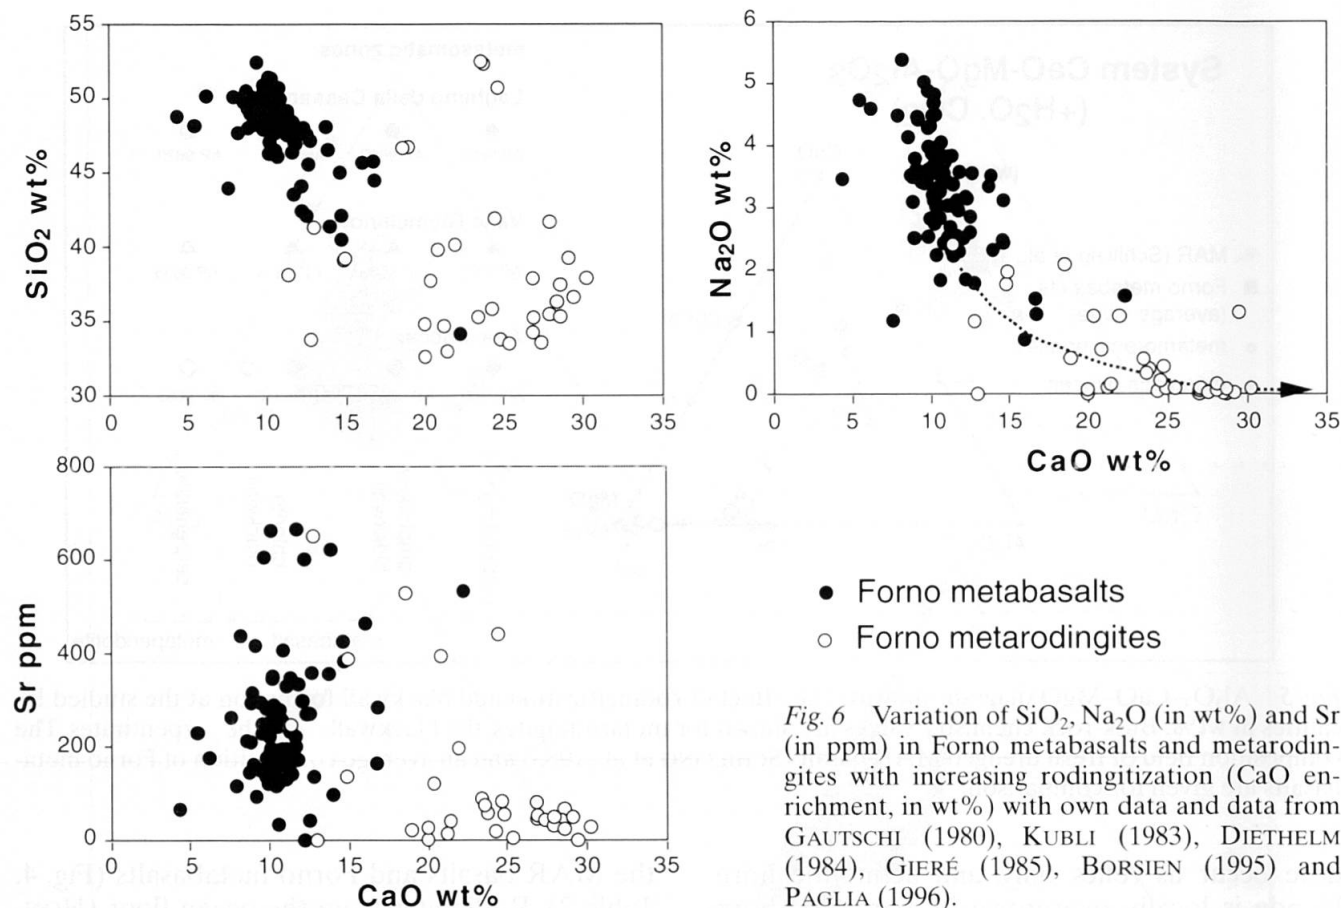 55
50
45
40
35
30
SiO2 wt%
0 5 10 15 20 25 30 35
6
5
4
3
2
1
0
Na2O wt%
0 5 10 15 20 25 30 35
CaO wt%
800
600
400
200
0
Sr ppm
0 5 10 15 20 25 30 35
CaO wt%
● Forno metabasalts
○ Forno metarodingites
Fig. 6 Variation of SiO2, Na2O (in wt%) and Sr
(in ppm) in Forno metabasalts and metarodin-
gites with increasing rodingitization (CaO en-
richment, in wt%) with own data and data from
GAUTSCHI (1980), KUBLI (1983), DIETHELM
(1984), GIERÉ (1985), BORSIEN (1995) and
PAGLIA (1996).